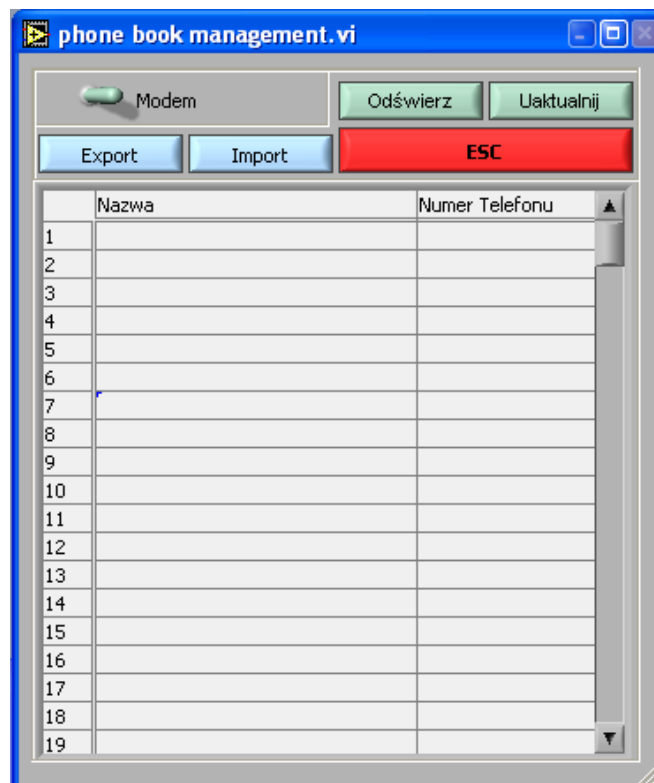 phone book management.vi
Modem
Odświerz
Uaktualnij
Export
Import
ESC
Nazwa
Numer Telefonu
1
2
3
4
5
6
7
8
9
10
11
12
13
14
15
16
17
18
19